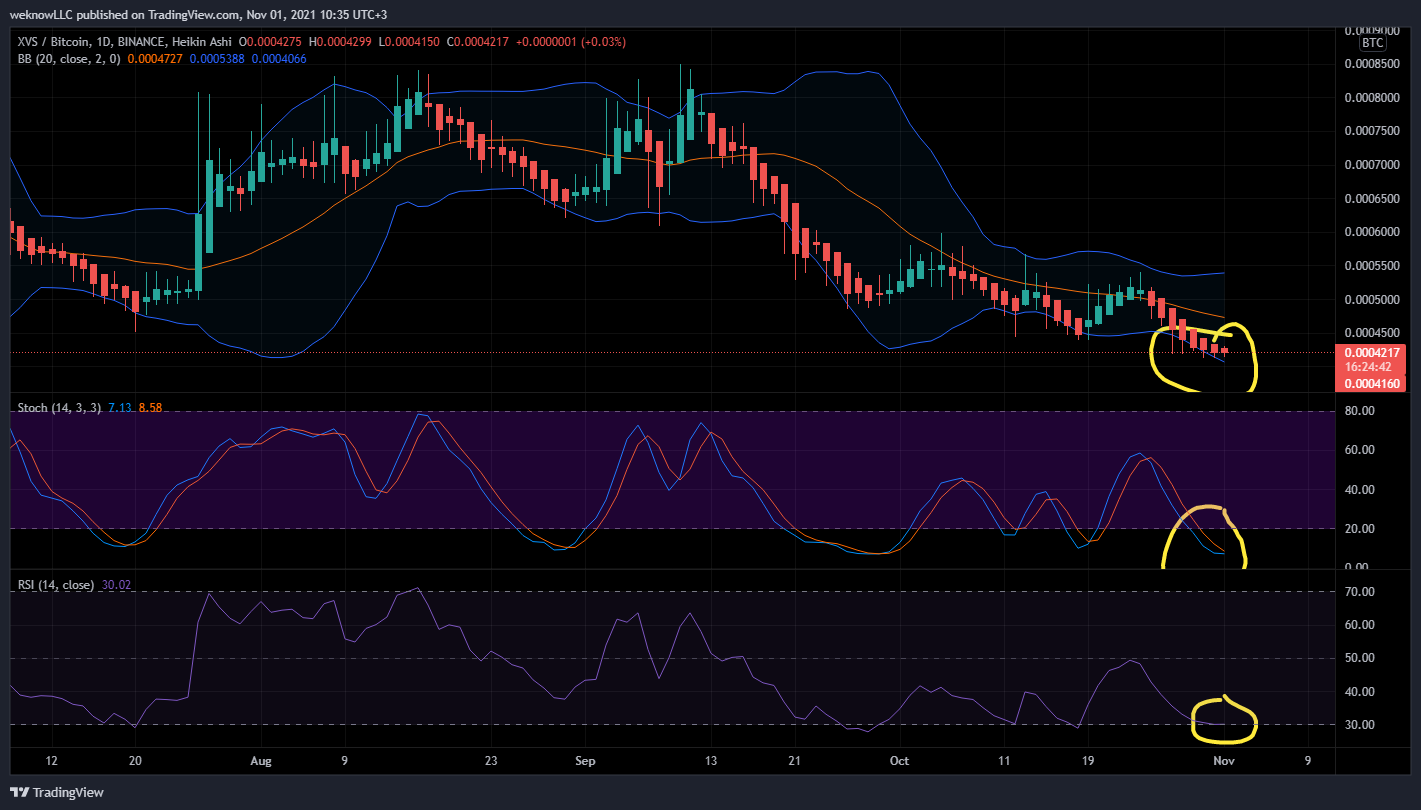 weknowLLC published on TradingView.com, Nov 01, 2021 10:35 UTC+3
XVS / Bitcoin, 1D, BINANCE, Heikin Ashi O0.0004275 H0.0004299 L0.0004150 C0.0004217 +0.0000001 (+0.03%)
BB (20, close, 2, 0) 0.0004727 0.0005388 0.0004066
0.0009000
BTC
0.0008500
0.0008000
0.0007500
0.0007000
0.0006500
0.0006000
0.0005500
0.0005000
0.0004500
0.0004217
16:24:42
0.0004160
Stoch (14, 3, 3) 7.13 8.58
80.00
60.00
40.00
20.00
0.00
RSI (14, close) 30.02
70.00
60.00
50.00
40.00
30.00
12 20 Aug 9 23 Sep 13 21 Oct 11 19 Nov 9
TradingView